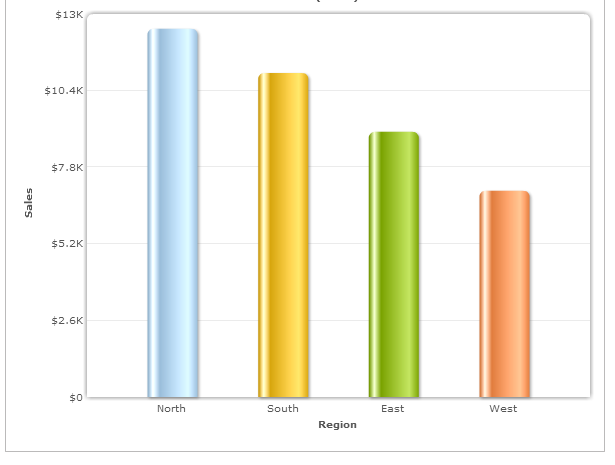 $13K
$10.4K
$7.8K
$5.2K
$2.6K
$0
Sales
North South East West
Region